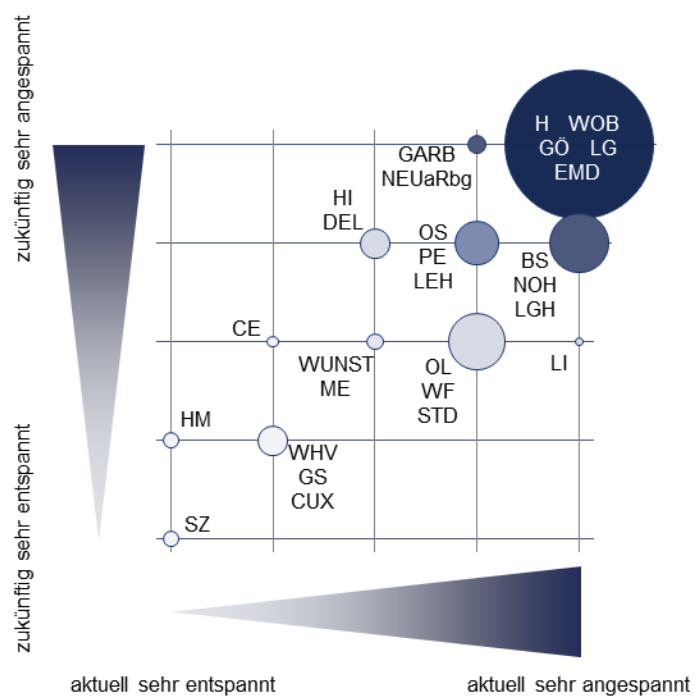 zukünftig sehr angespannt
H WOB
GÖ LG
EMD
GARB
NEUaRbg
HI
DEL
OS
PE
LEH
BS
NOH
LGH
CE
WUNST
ME
OL
WF
STD
LI
HM
WHV
GS
CUX
SZ
zukünftig sehr entspannt
aktuell sehr entspannt
aktuell sehr angespannt